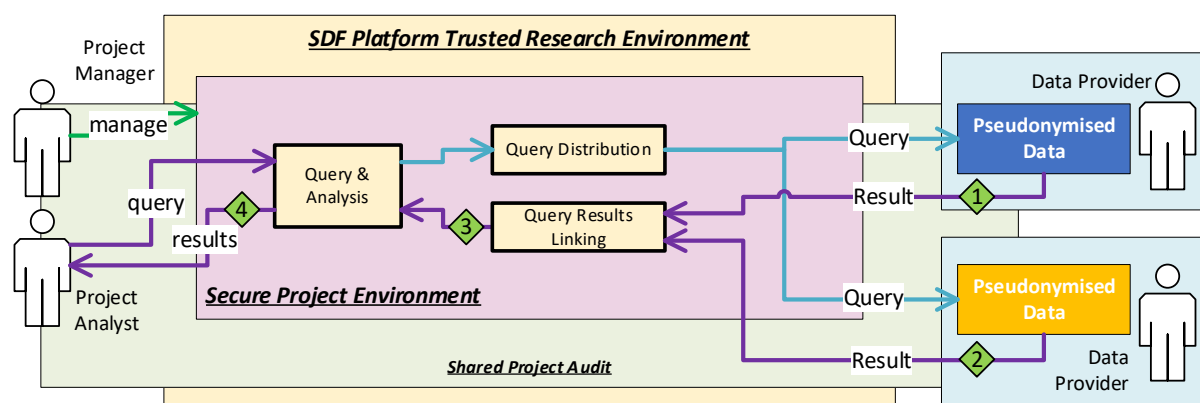 SDF Platform Trusted Research Environment
Project
Manager
manage
Data Provider
Pseudonymised
Data
Query
Query Distribution
Query &
Analysis
1
Result
query
4
3
Query Results
Linking
results
Secure Project Environment
Project
Analyst
Query
Pseudonymised
Data
Result
2
Shared Project Audit
Data
Provider